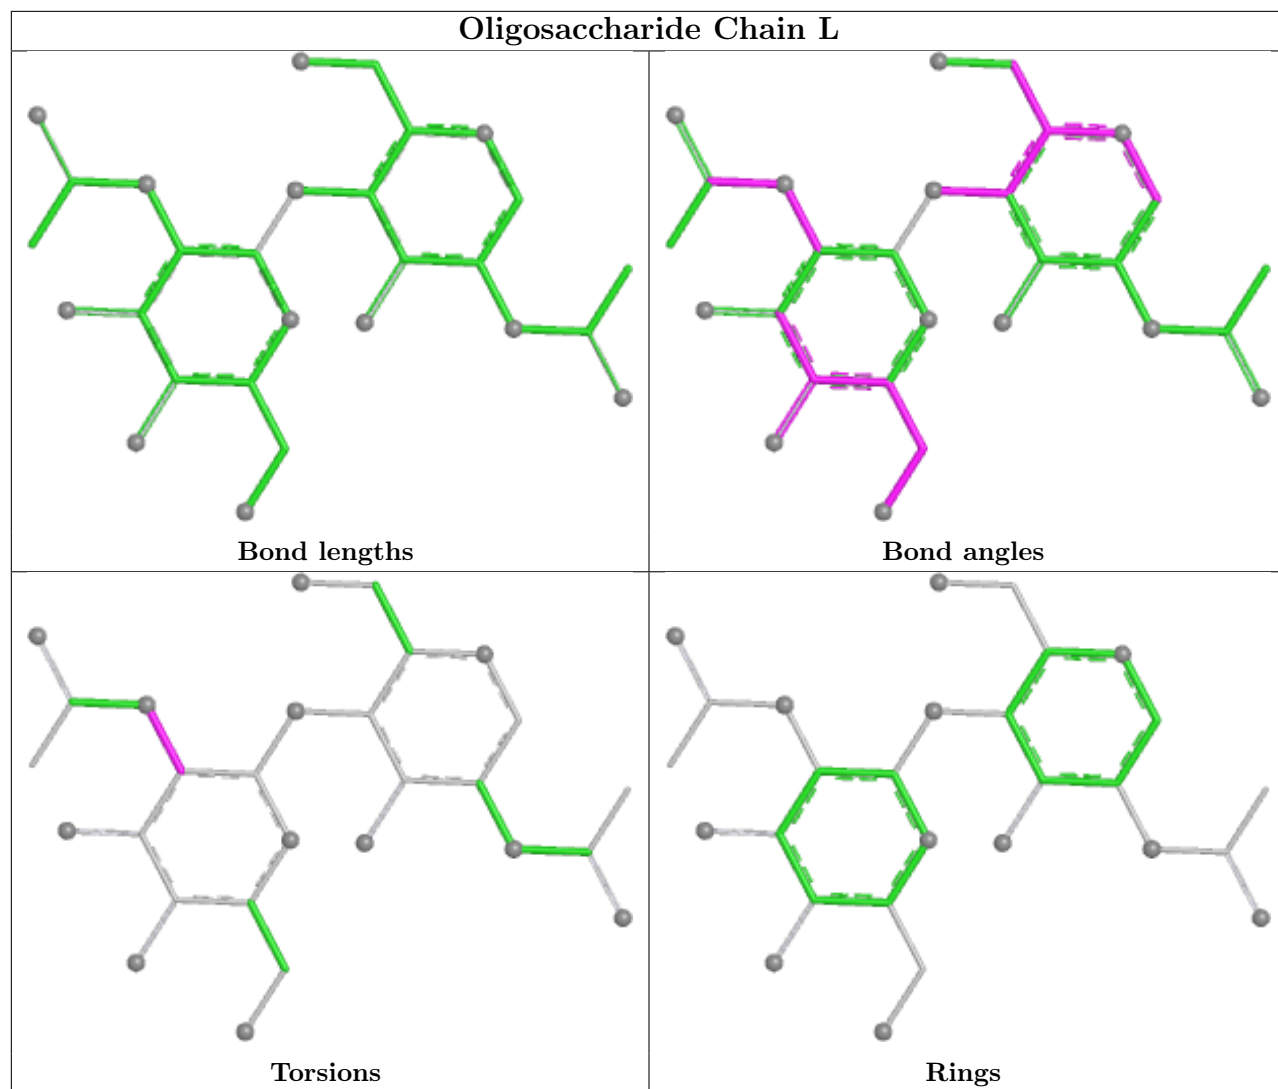 Oligosaccharide Chain L
Bond lengths
Bond angles
Torsions
Rings